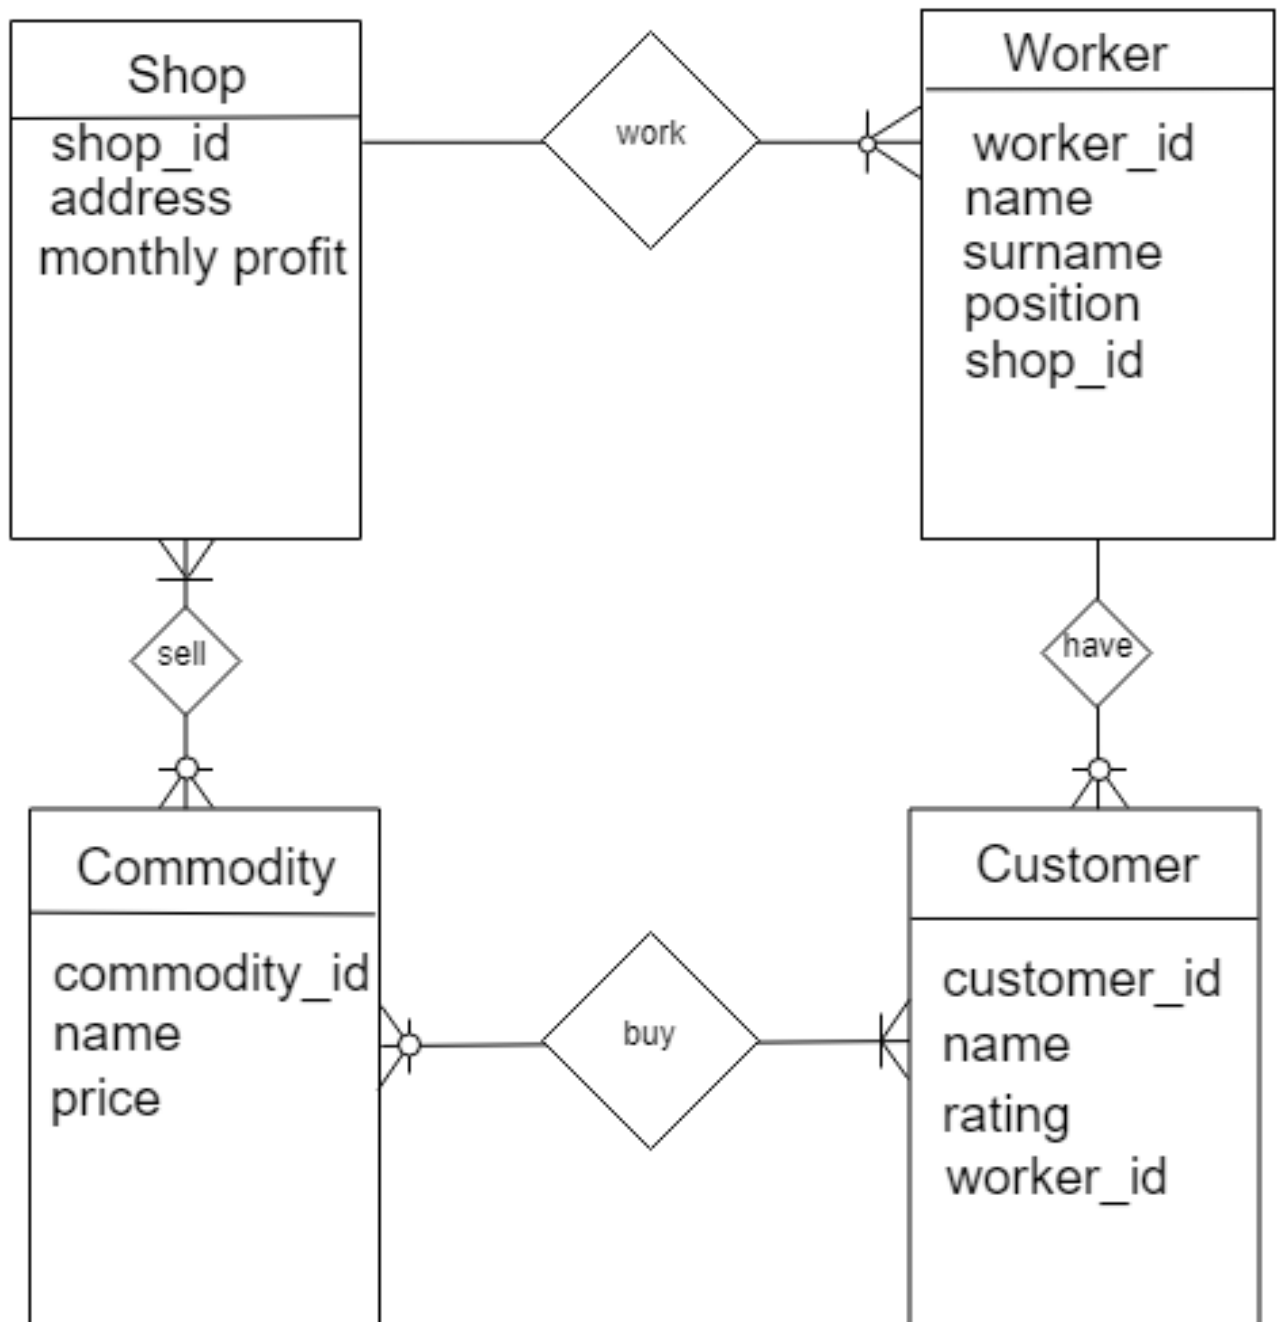 Shop
shop_id
address
monthly profit
work
Worker
worker_id
name
surname
position
shop_id
sell
have
Commodity
commodity_id
name
price
buy
Customer
customer_id
name
rating
worker_id